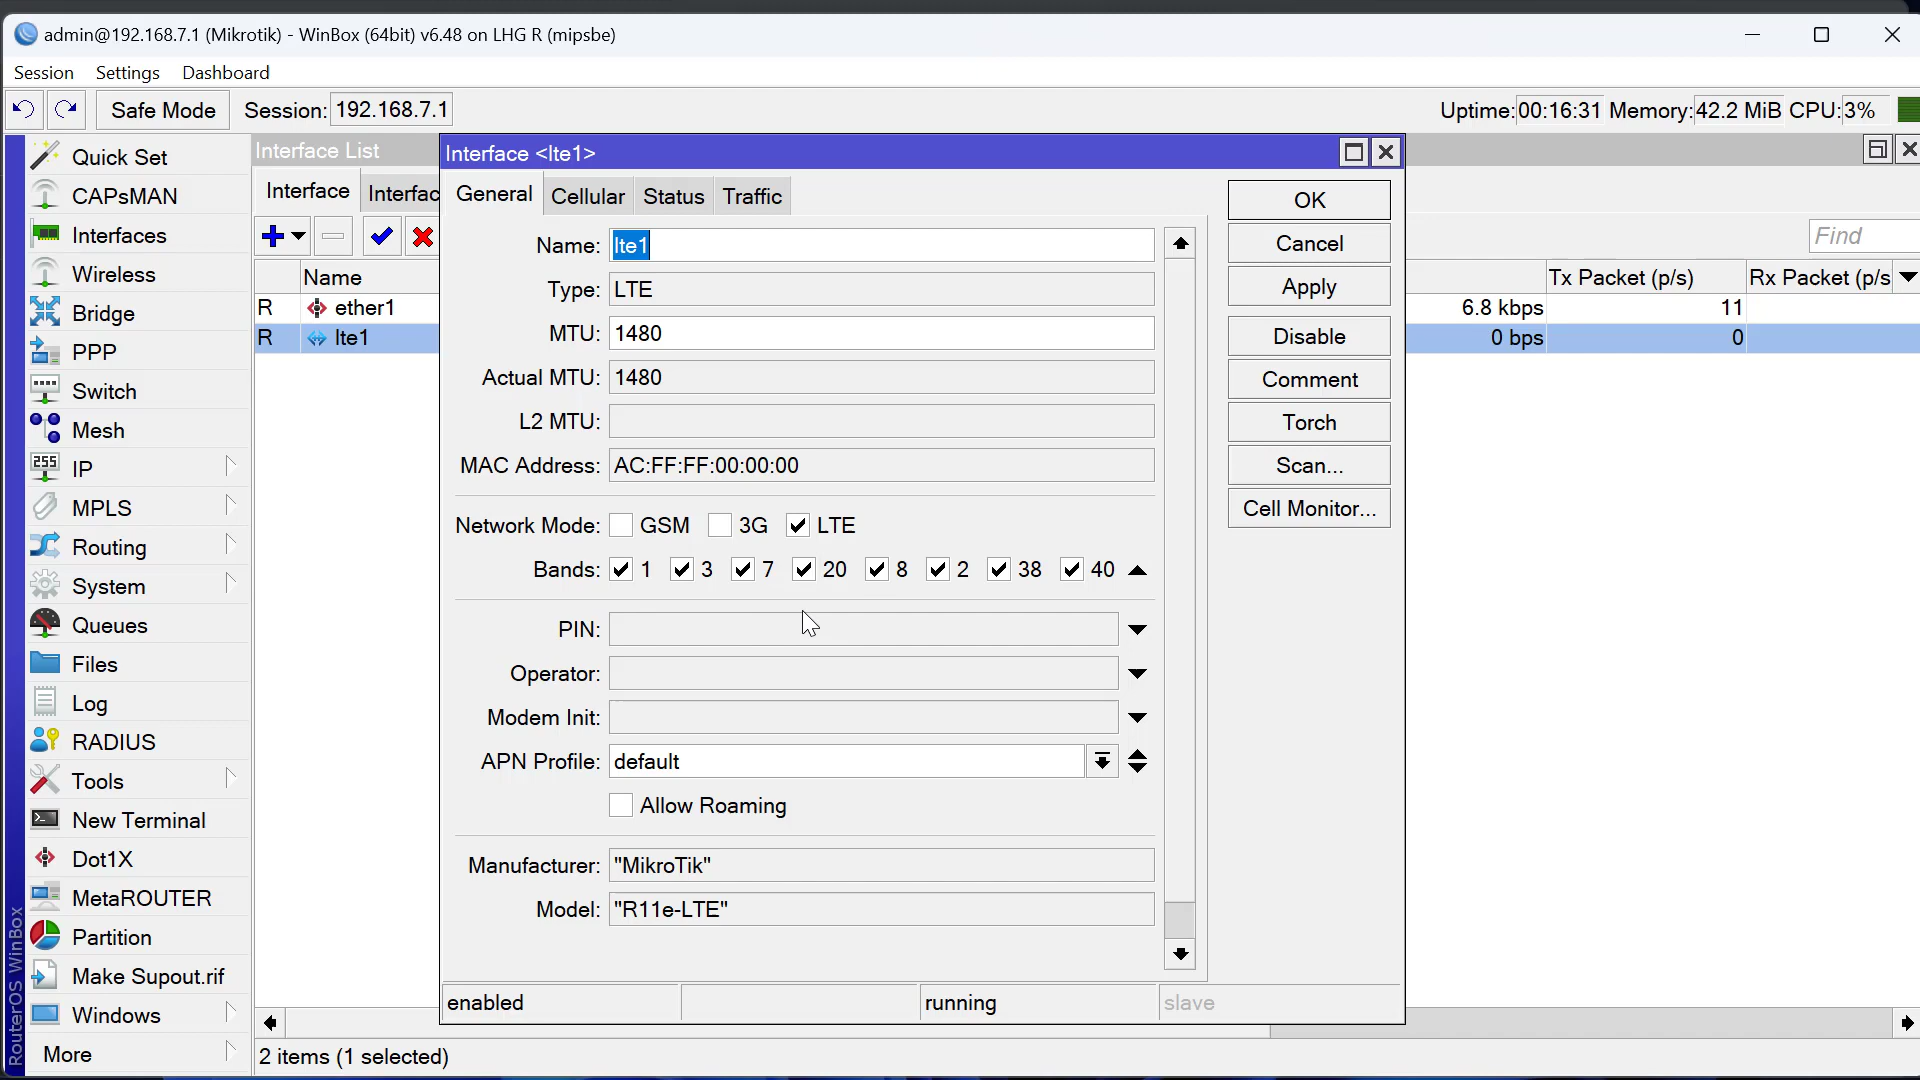 admin@192.168.7.1 (Mikrotik) - WinBox (64bit) v6.48 on LHG R (mipsbe)
Session Settings Dashboard
Safe Mode Session: 192.168.7.1 Uptime: 00:16:31 Memory: 42.2 MiB CPU: 3%
Quick Set
CAPsMAN
Interfaces
Wireless
Bridge
PPP
Switch
Mesh
255
IP
MPLS
Routing
System
Queues
Files
Log
RADIUS
Tools
New Terminal
Dot1X
MetaROUTER
Partition
Make Supout.rif
Windows
More
RouterOS WinBox
Interface List
Interface Interfac
Name
R ether1
R lte1
Interface <lte1>
General Cellular Status Traffic
Name: lte1
Type: LTE
MTU: 1480
Actual MTU: 1480
L2 MTU:
MAC Address: AC:FF:FF:00:00:00
Network Mode: GSM 3G LTE
Bands: 1 3 7 20 8 2 38 40
PIN:
Operator:
Modem Init:
APN Profile: default
Allow Roaming
Manufacturer: "MikroTik"
Model: "R11e-LTE"
enabled running slave
OK
Cancel
Apply
Disable
Comment
Torch
Scan...
Cell Monitor...
Find
Tx Packet (p/s) Rx Packet (p/s
6.8 kbps 11
0 bps 0
2 items (1 selected)